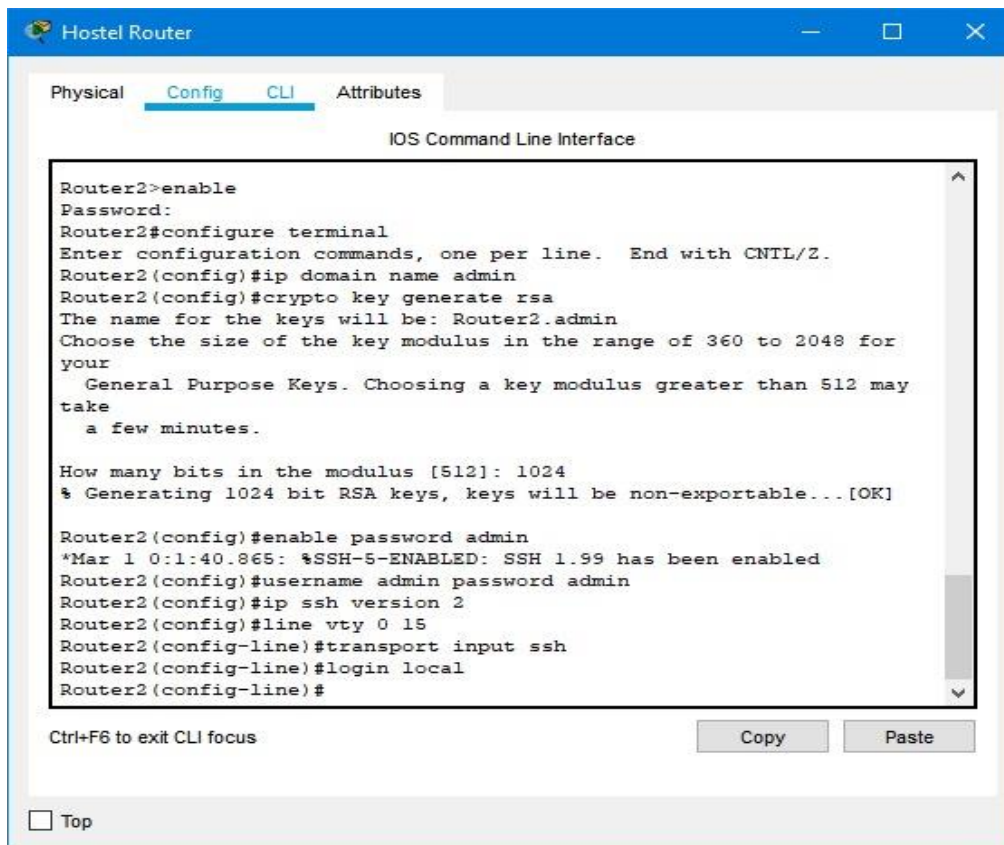 Hostel Router
Physical Config CLI Attributes
IOS Command Line Interface
Router2>enable
Password:
Router2#configure terminal
Enter configuration commands, one per line.  End with CNTL/Z.
Router2(config)#ip domain name admin
Router2(config)#crypto key generate rsa
The name for the keys will be: Router2.admin
Choose the size of the key modulus in the range of 360 to 2048 for
your
  General Purpose Keys. Choosing a key modulus greater than 512 may
take
  a few minutes.
How many bits in the modulus [512]: 1024
% Generating 1024 bit RSA keys, keys will be non-exportable...[OK]
Router2(config)#enable password admin
*Mar 1 0:1:40.865: %SSH-5-ENABLED: SSH 1.99 has been enabled
Router2(config)#username admin password admin
Router2(config)#ip ssh version 2
Router2(config)#line vty 0 15
Router2(config-line)#transport input ssh
Router2(config-line)#login local
Router2(config-line)#
Ctrl+F6 to exit CLI focus Copy Paste
Top